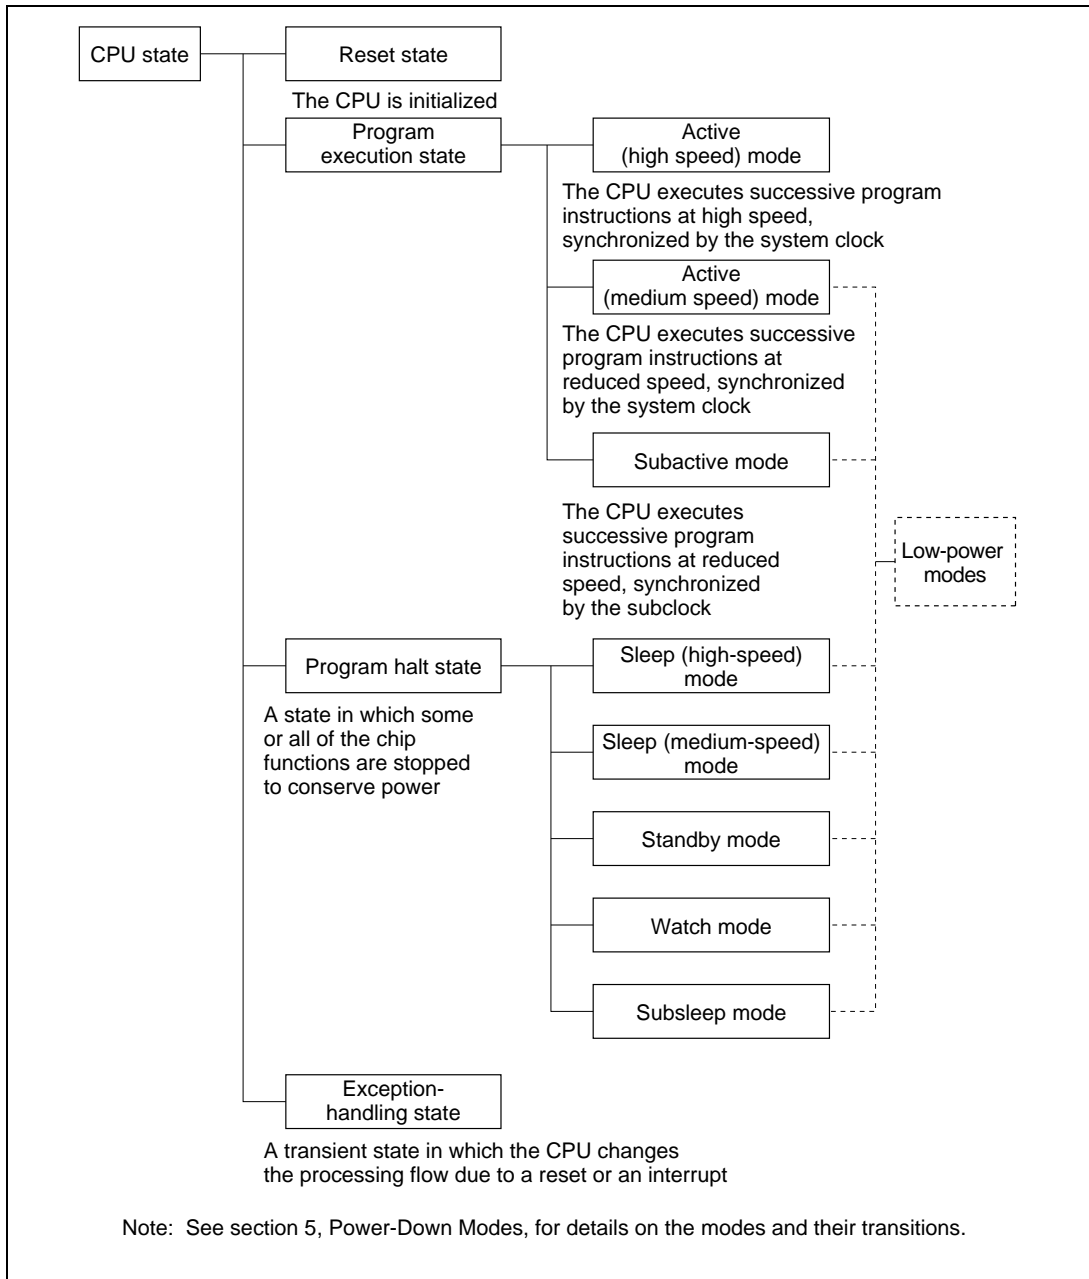 CPU state
Reset state
The CPU is initialized
Program
execution state
Active
(high speed) mode
The CPU executes successive program
instructions at high speed,
synchronized by the system clock
Active
(medium speed) mode
The CPU executes successive
program instructions at
reduced speed, synchronized
by the system clock
Subactive mode
The CPU executes
successive program
instructions at reduced
speed, synchronized
by the subclock
Low-power
modes
Program halt state
A state in which some
or all of the chip
functions are stopped
to conserve power
Sleep (high-speed)
mode
Sleep (medium-speed)
mode
Standby mode
Watch mode
Subsleep mode
Exception-
handling state
A transient state in which the CPU changes
the processing flow due to a reset or an interrupt
Note: See section 5, Power-Down Modes, for details on the modes and their transitions.